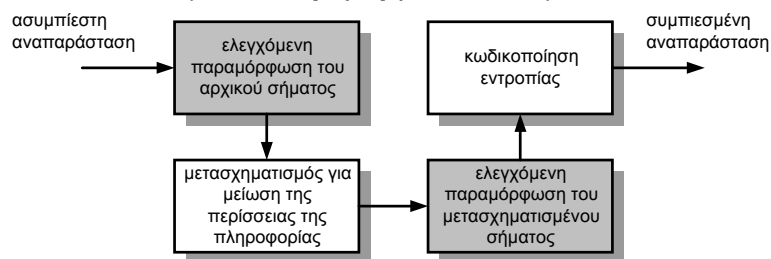 ασυμπίεστη
αναπαράσταση
ελεγχόμενη
παραμόρφωση του
αρχικού σήματος
μετασχηματισμός για
μείωση της
περίσσειας της
πληροφορίας
ελεγχόμενη
παραμόρφωση του
μετασχηματισμένου
σήματος
κωδικοποίηση
εντροπίας
συμπιεσμένη
αναπαράσταση